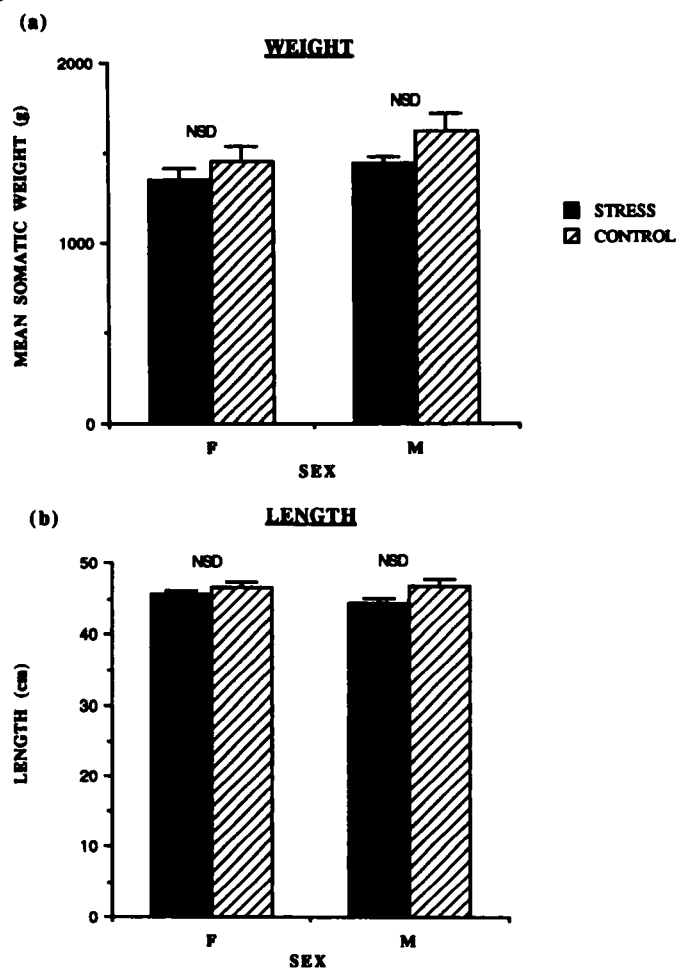 (a)
WEIGHT
2000
NSD
NSD
1000
0
MEAN SOMATIC WEIGHT (g)
F
M
SEX
STRESS
CONTROL
(b)
LENGTH
50
NSD
NSD
40
30
20
10
0
LENGTH (cm)
F
M
SEX